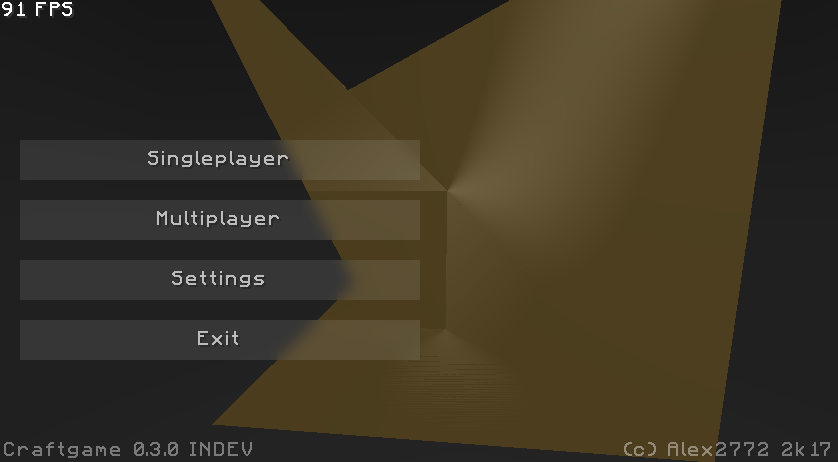 91 FPS
Singleplayer
Multiplayer
Settings
Exit
Craftgame 0.3.0 INDEV
(c) Alex2772 2k17